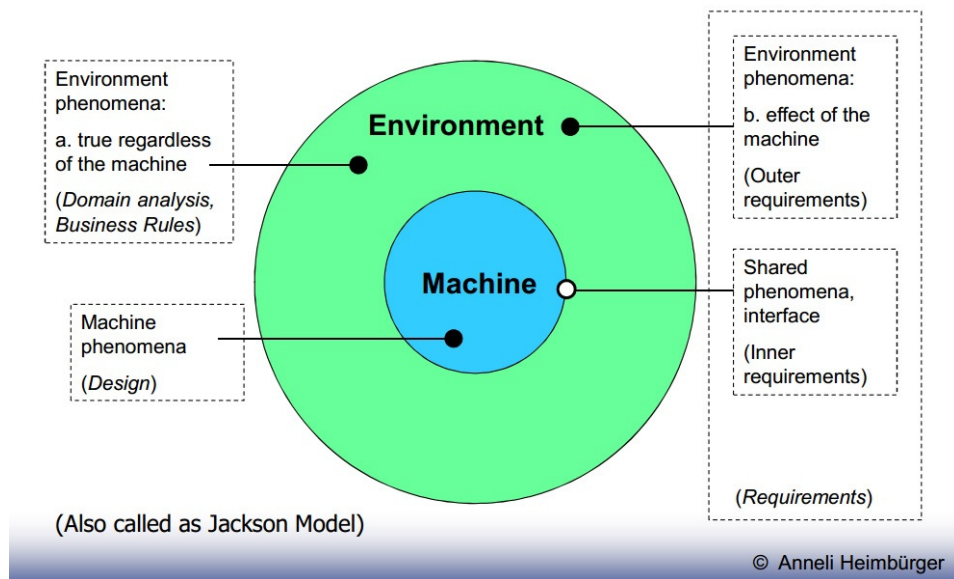 Environment
phenomena:
a. true regardless
of the machine
(Domain analysis,
Business Rules)
Machine
phenomena
(Design)
Environment
Machine
Environment
phenomena:
b. effect of the
machine
(Outer
requirements)
Shared
phenomena,
interface
(Inner
requirements)
(Requirements)
(Also called as Jackson Model)
© Anneli Heimbürger